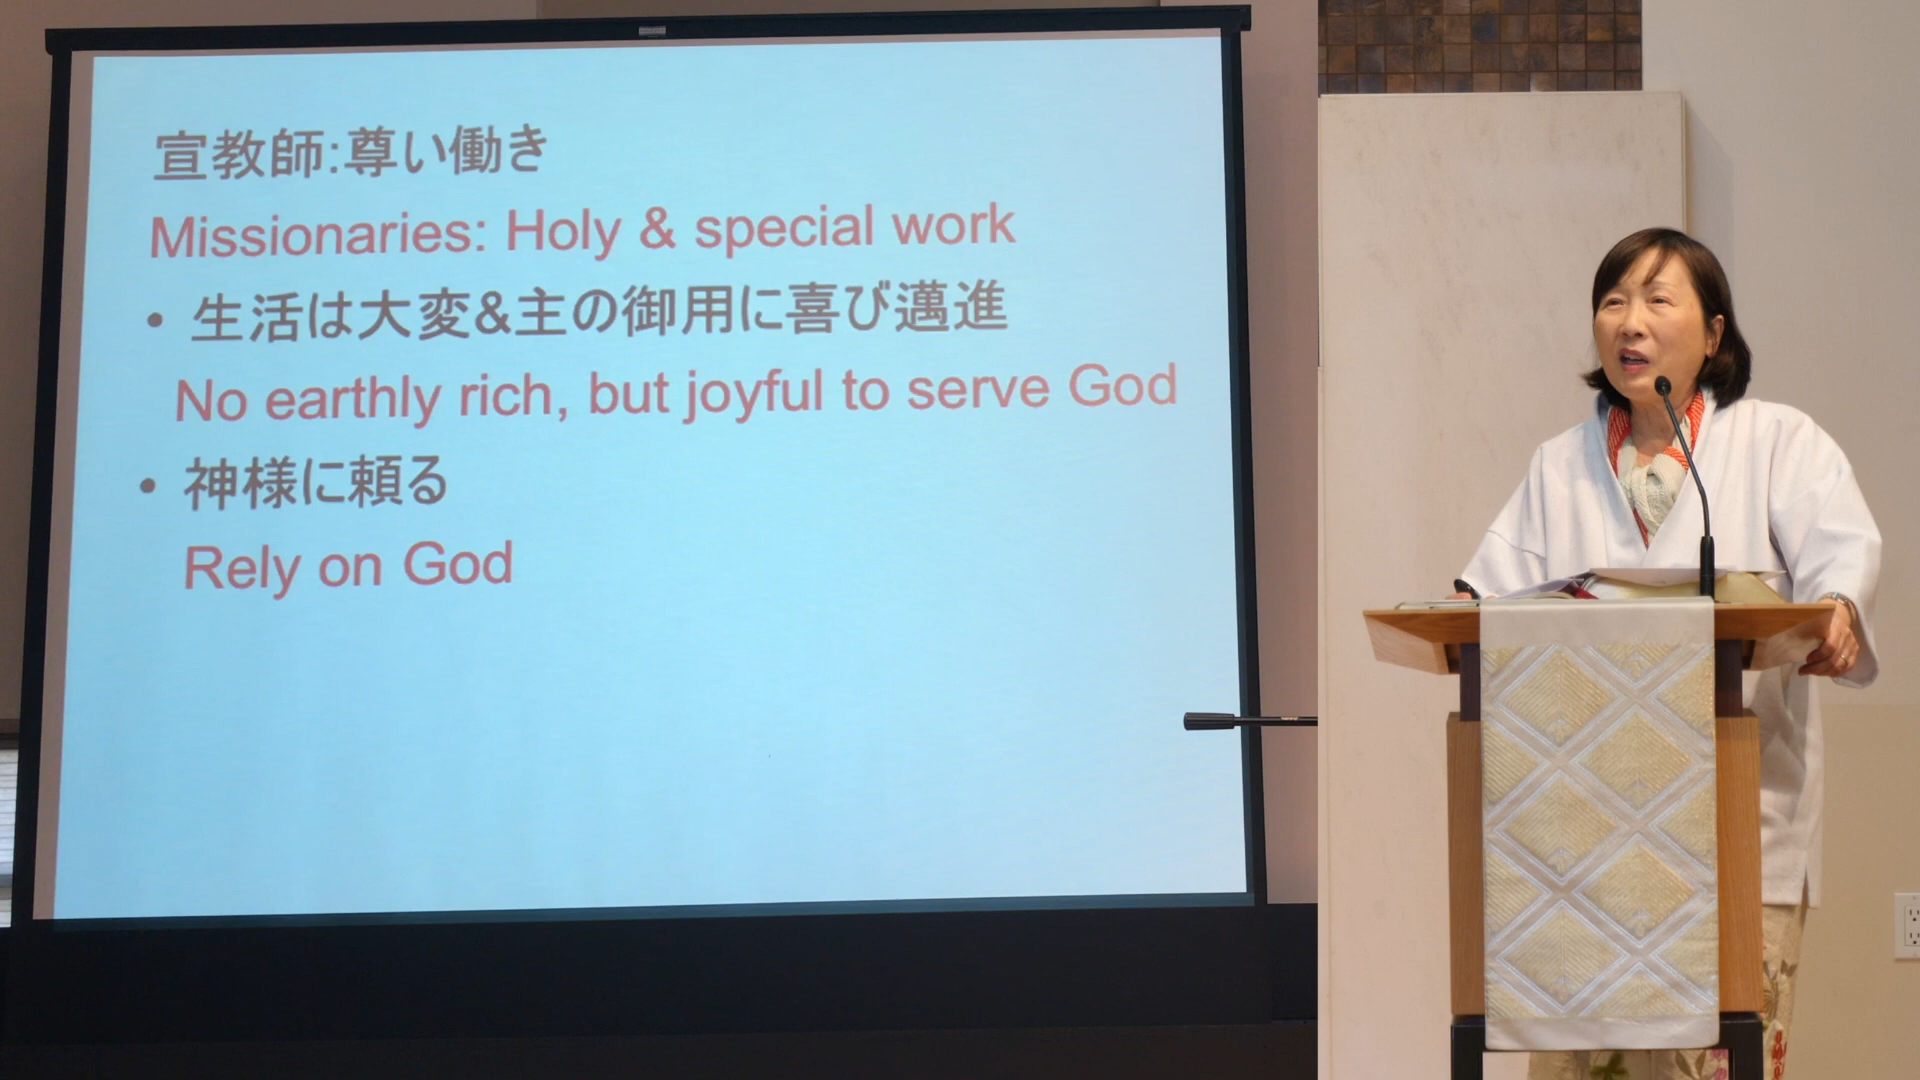 宣教師:尊い働き
Missionaries: Holy & special work
• 生活は大変&主の御用に喜び邁進
No earthly rich, but joyful to serve God
• 神様に頼る
Rely on God